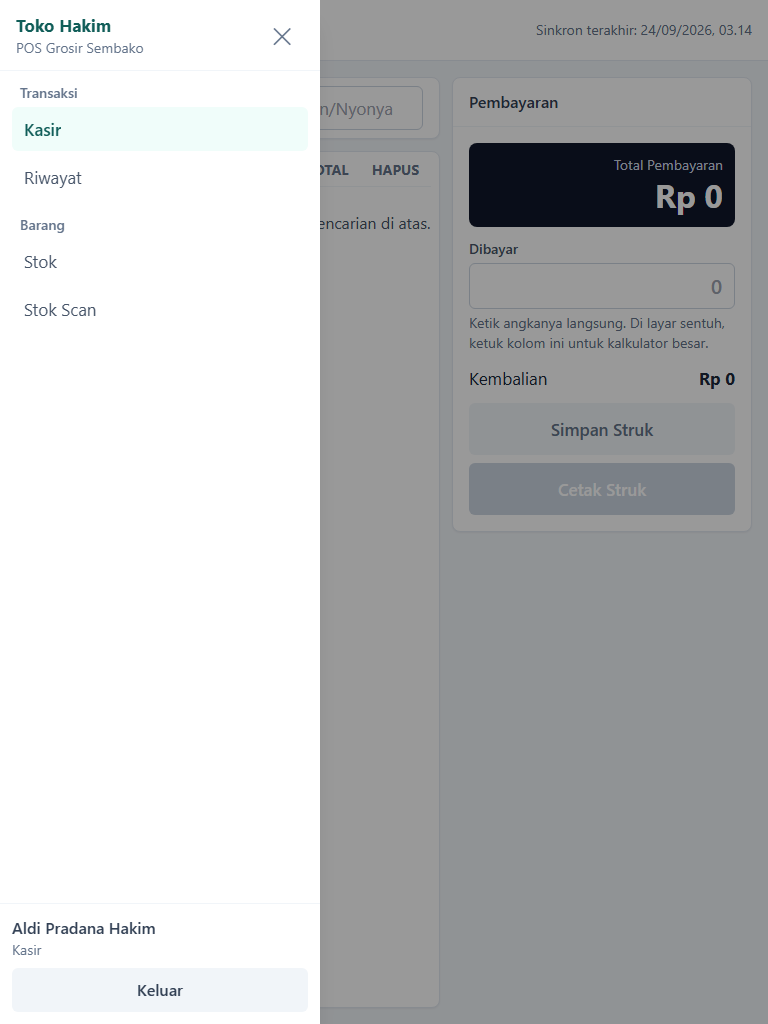 Toko Hakim
POS Grosir Sembako
Transaksi
Kasir
Riwayat
Barang
Stok
Stok Scan
Aldi Pradana Hakim
Kasir
Keluar
Sinkron terakhir: 24/09/2026, 03.14
n/Nyonya
OTAL HAPUS
encarian di atas.
Pembayaran
Total Pembayaran
Rp 0
Dibayar
0
Ketik angkanya langsung. Di layar sentuh,
ketuk kolom ini untuk kalkulator besar.
Kembalian Rp 0
Simpan Struk
Cetak Struk